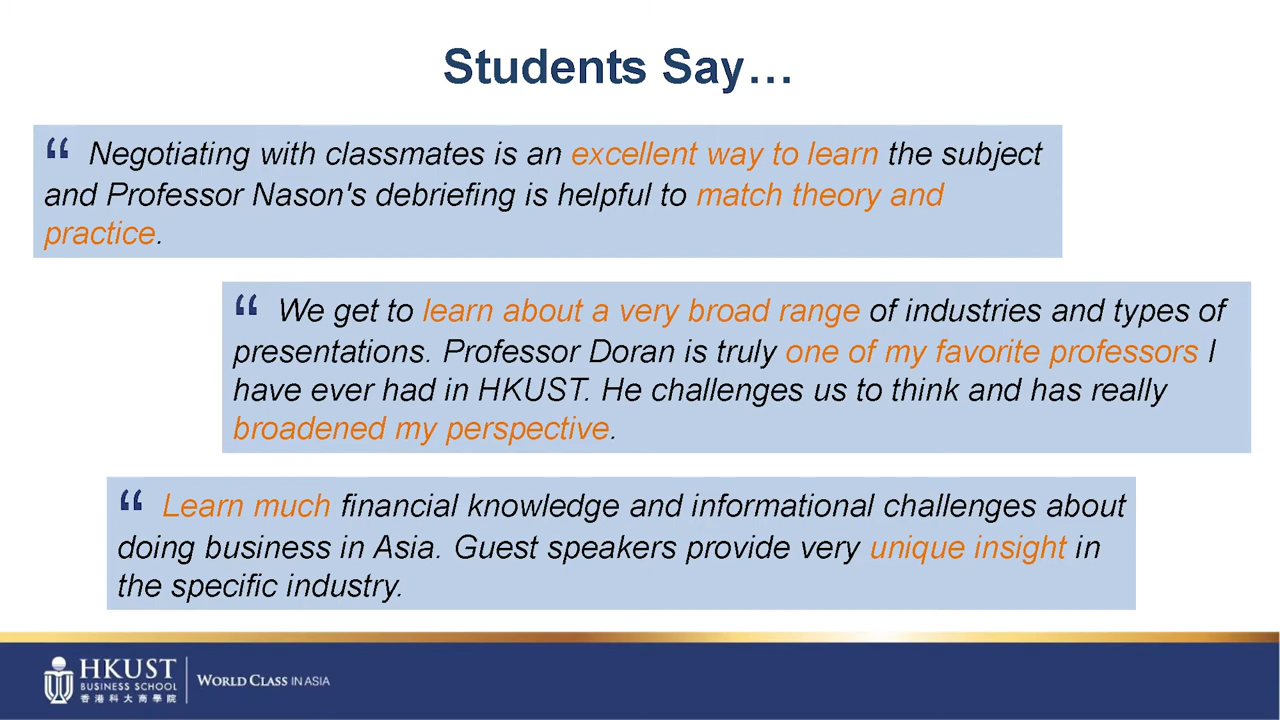 Students Say…
“ Negotiating with classmates is an excellent way to learn the subject
and Professor Nason's debriefing is helpful to match theory and
practice.
“ We get to learn about a very broad range of industries and types of
presentations. Professor Doran is truly one of my favorite professors I
have ever had in HKUST. He challenges us to think and has really
broadened my perspective.
“ Learn much financial knowledge and informational challenges about
doing business in Asia. Guest speakers provide very unique insight in
the specific industry.
HKUST
BUSINESS SCHOOL
香港科大商學院
WORLD CLASS IN ASIA